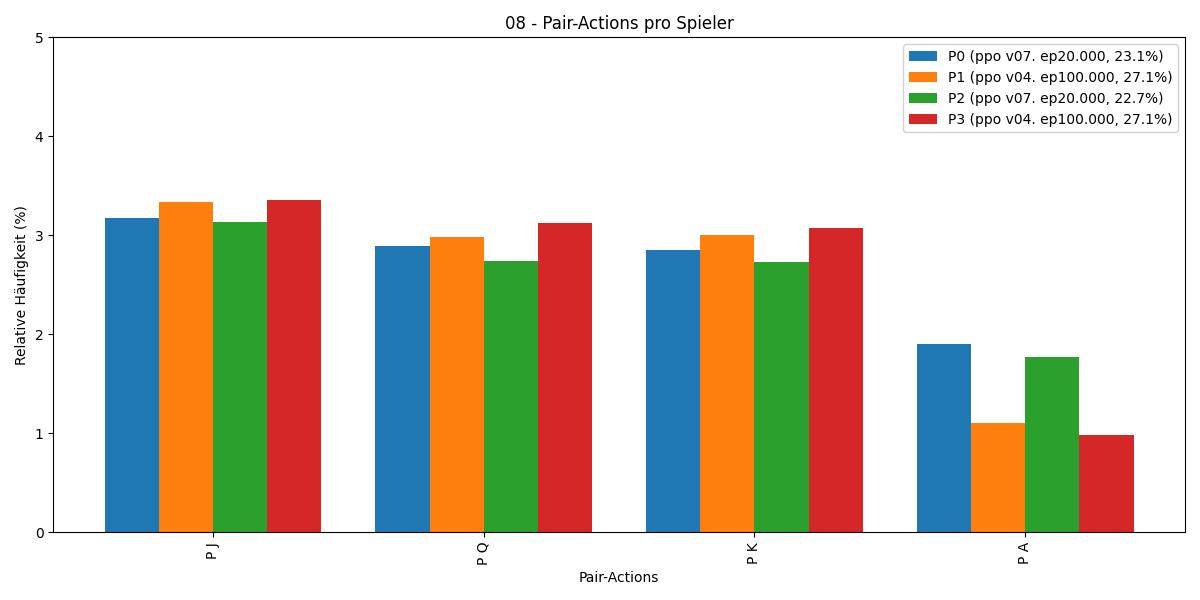 08 - Pair-Actions pro Spieler
P0 (ppo v07. ep20.000, 23.1%)
P1 (ppo v04. ep100.000, 27.1%)
P2 (ppo v07. ep20.000, 22.7%)
P3 (ppo v04. ep100.000, 27.1%)
Relative Häufigkeit (%)
5
4
3
2
1
0
P J
P Q
P K
P A
Pair-Actions